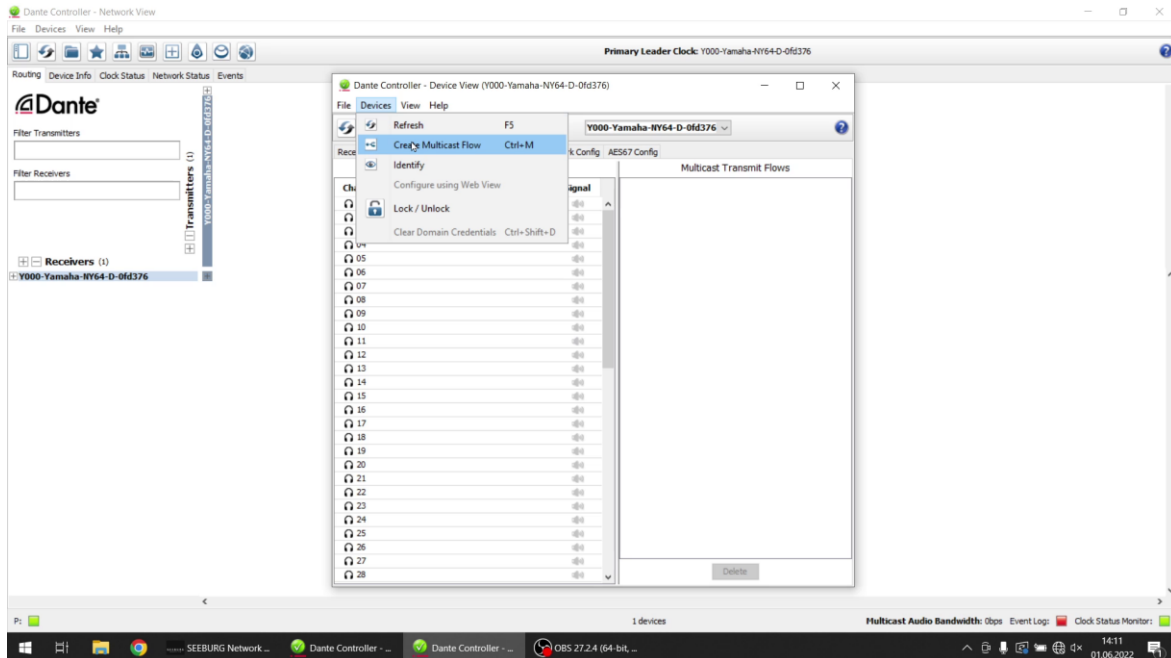 Dante Controller - Network View
File Devices View Help
Primary Leader Clock: Y000-Yamaha-NY64-D-0fd376
Routing Device Info Clock Status Network Status Events
Dante
Filter Transmitters
Filter Receivers
Transmitters (1)
Y000-Yamaha-NY64-D-0fd376
Receivers (1)
Y000-Yamaha-NY64-D-0fd376
Dante Controller - Device View (Y000-Yamaha-NY64-D-0fd376)
File Devices View Help
Y000-Yamaha-NY64-D-0fd376
Refresh F5
Create Multicast Flow Ctrl+M
Identify
Configure using Web View
Lock / Unlock
Clear Domain Credentials Ctrl+Shift+D
Rece k Config AES67 Config
Multicast Transmit Flows
Cha ignal
04
05
06
07
08
09
10
11
12
13
14
15
16
17
18
19
20
21
22
23
24
25
26
27
28
Delete
P: 1 devices Multicast Audio Bandwidth: 0bps Event Log: Clock Status Monitor:
SEEBURG Network ... Dante Controller - ... Dante Controller - ... OBS 27.2.4 (64-bit, ...
14:11
01.06.2022